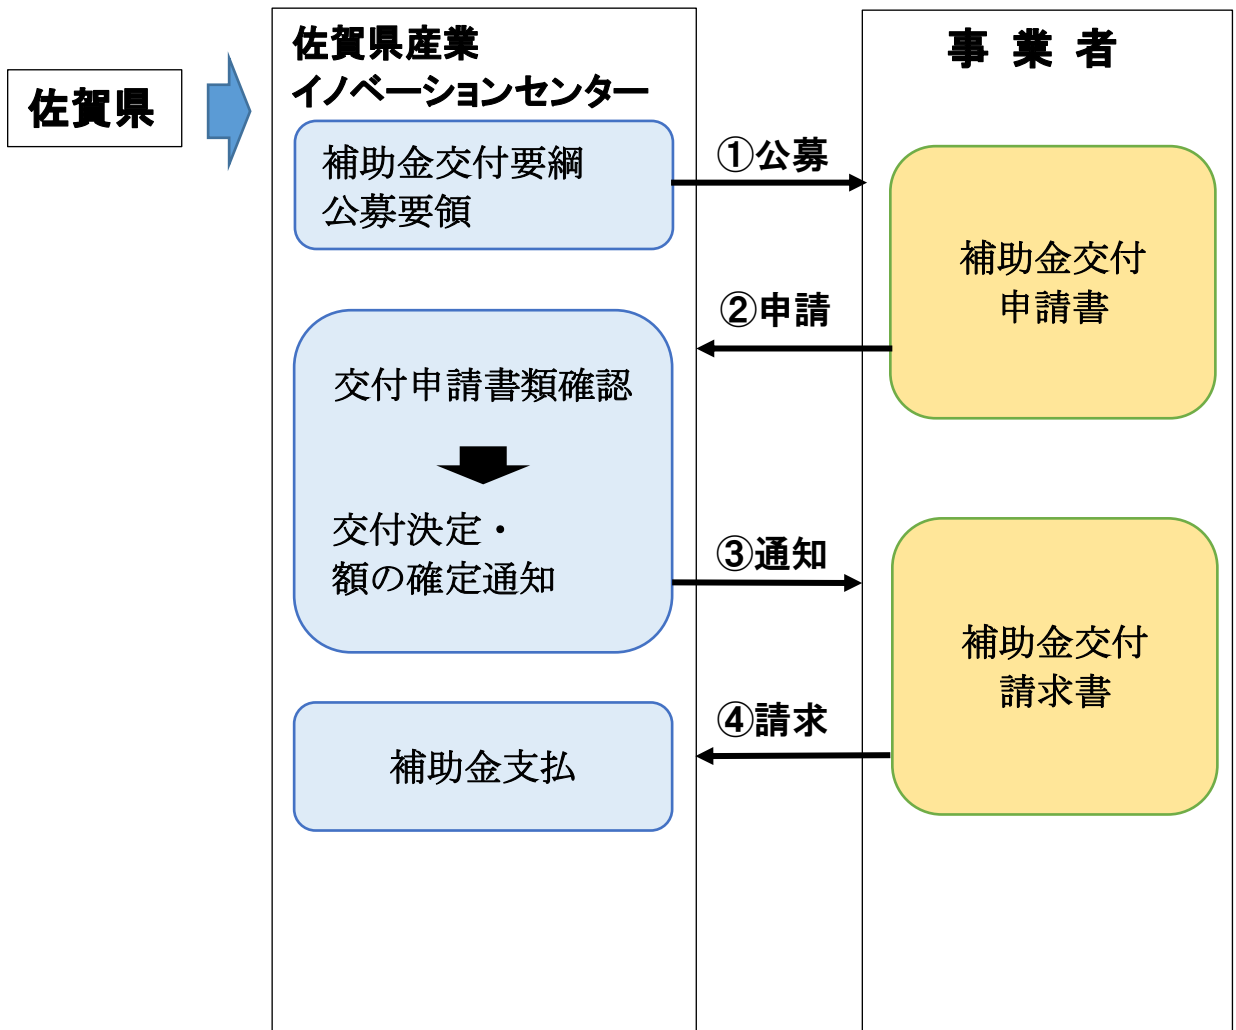 佐賀県
佐賀県産業
イノベーションセンター
補助金交付要綱
公募要領
①公募
事 業 者
補助金交付
申請書
②申請
交付申請書類確認
交付決定・
額の確定通知
③通知
補助金交付
請求書
④請求
補助金支払